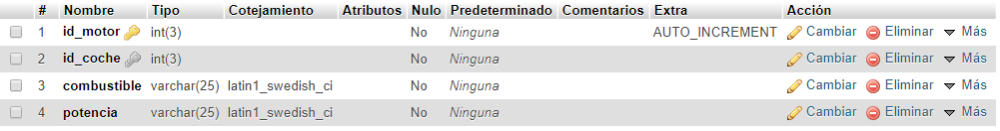 # Nombre Tipo Cotejamiento Atributos Nulo Predeterminado Comentarios Extra Acción
1 id_motor int(3) No Ninguna AUTO_INCREMENT Cambiar Eliminar Más
2 id_coche int(3) No Ninguna Cambiar Eliminar Más
3 combustible varchar(25) latin1_swedish_ci No Ninguna Cambiar Eliminar Más
4 potencia varchar(25) latin1_swedish_ci No Ninguna Cambiar Eliminar Más